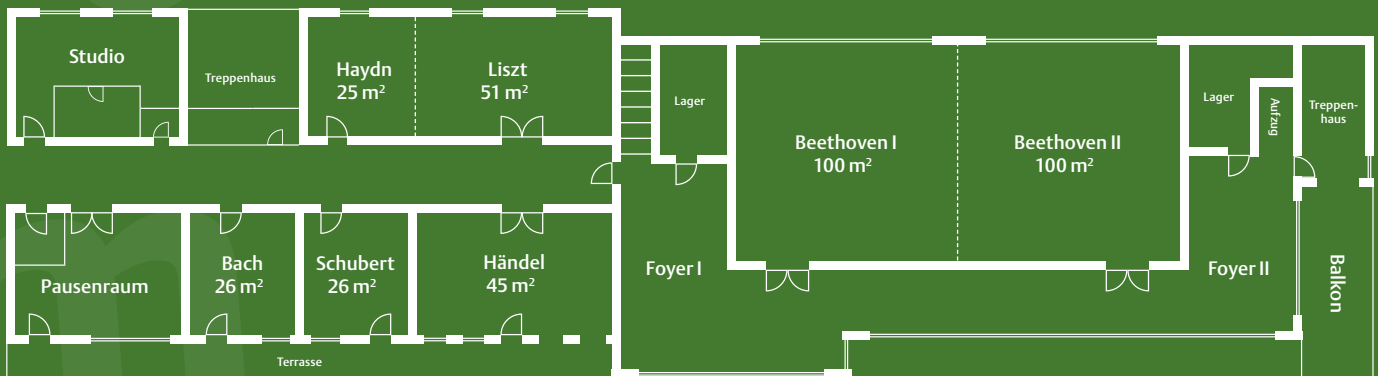 Studio
Treppenhaus
Haydn
25 m²
Liszt
51 m²
Lager
Beethoven I
100 m²
Beethoven II
100 m²
Lager
Aufzug
Treppen-
haus
Pausenraum
Bach
26 m²
Schubert
26 m²
Händel
45 m²
Foyer I
Foyer II
Balkon
Terrasse